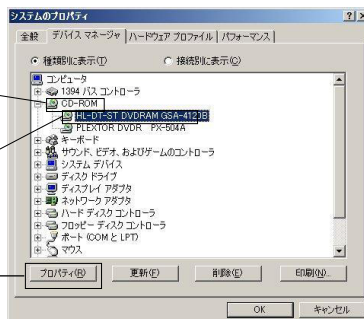 システムのプロパティ
全般 デバイス マネージャ ハードウェア プロファイル パフォーマンス
種類別に表示(T) 接続別に表示(C)
コンピュータ
1394 バス コントローラ
CD-ROM
HL-DT-ST DVDRAM GSA-4120B
PLEXTOR DVDR PX-504A
キーボード
サウンド、ビデオ、およびゲームのコントローラ
システム デバイス
ディスク ドライブ
ディスプレイ アダプタ
ネットワーク アダプタ
ハード ディスク コントローラ
フロッピー ディスク コントローラ
ポート (COM と LPT)
マウス
プロパティ(R) 更新(F) 削除(E) 印刷(N)...
OK キャンセル